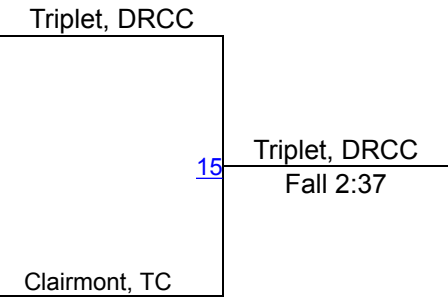 Triplet, DRCC
15
Triplet, DRCC
Fall 2:37
Clairmont, TC